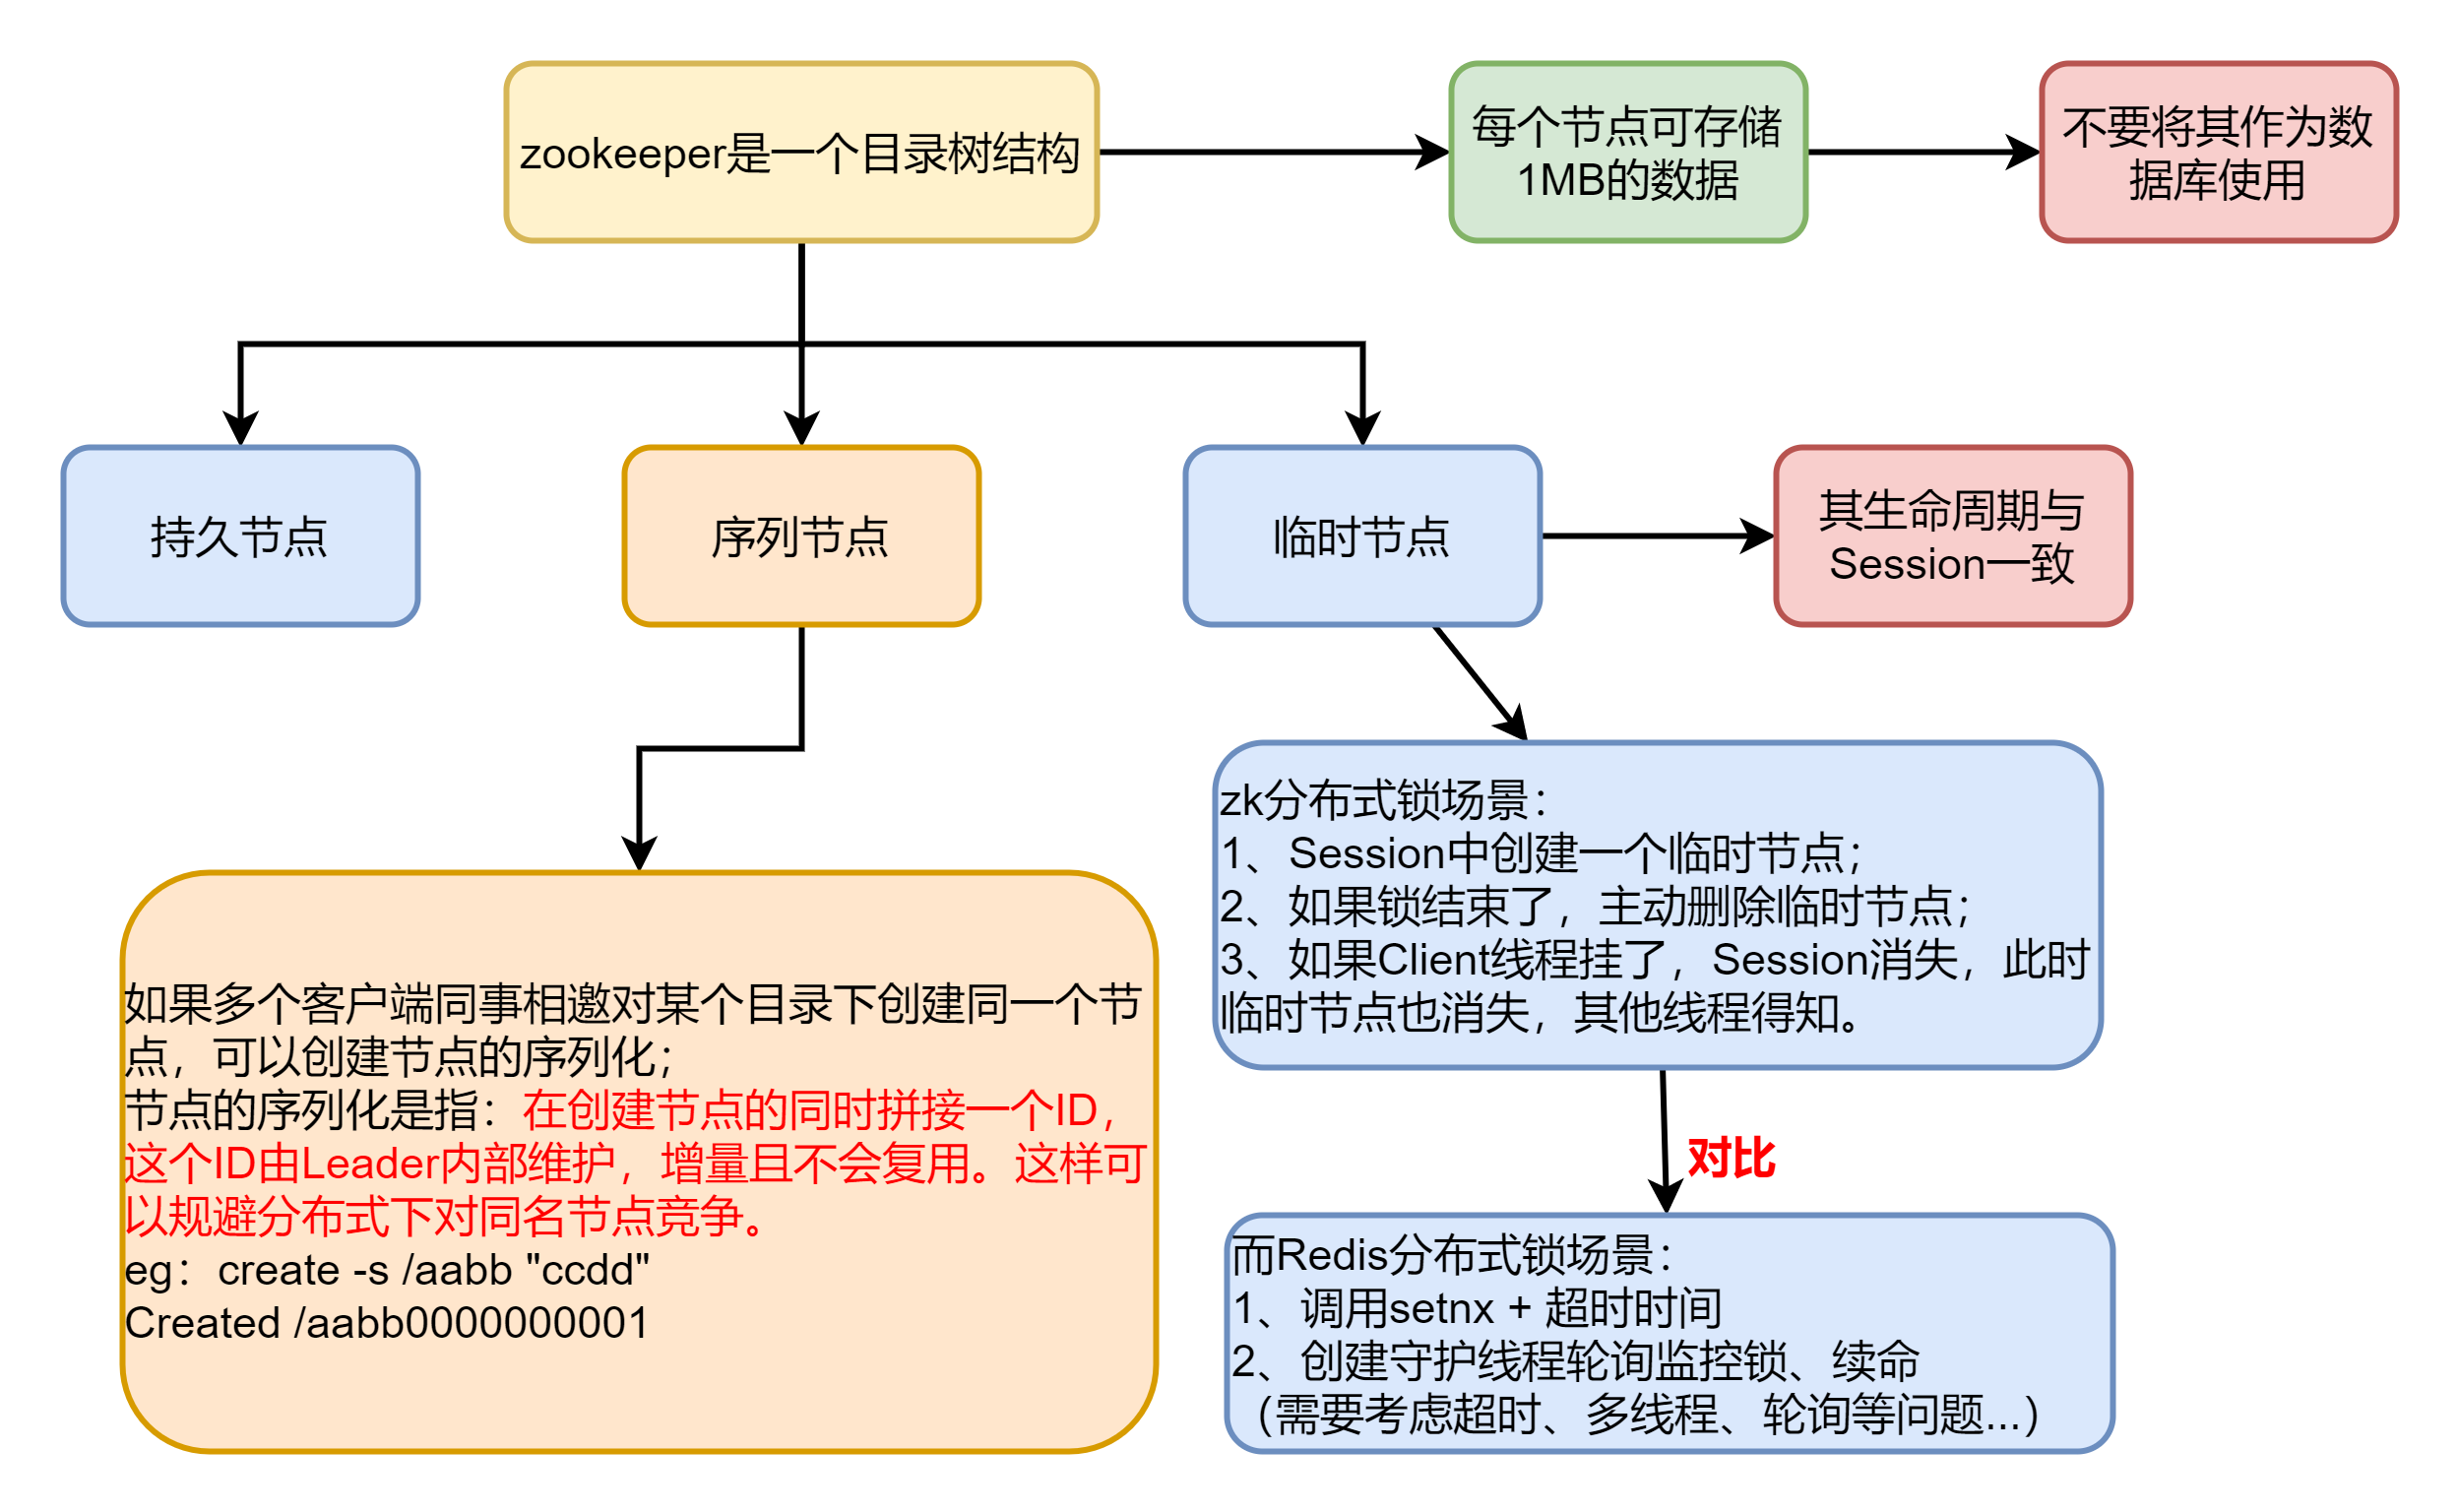 zookeeper是一个目录树结构
每个节点可存储
1MB的数据
不要将其作为数
据库使用
持久节点
序列节点
临时节点
其生命周期与
Session一致
zk分布式锁场景：
1、Session中创建一个临时节点；
2、如果锁结束了，主动删除临时节点；
3、如果Client线程挂了，Session消失，此时
临时节点也消失，其他线程得知。
如果多个客户端同事相邀对某个目录下创建同一个节
点，可以创建节点的序列化；
节点的序列化是指：在创建节点的同时拼接一个ID，
这个ID由Leader内部维护，增量且不会复用。这样可
以规避分布式下对同名节点竞争。
eg：create -s /aabb "ccdd"
Created /aabb0000000001
对比
而Redis分布式锁场景：
1、调用setnx + 超时时间
2、创建守护线程轮询监控锁、续命
（需要考虑超时、多线程、轮询等问题...）